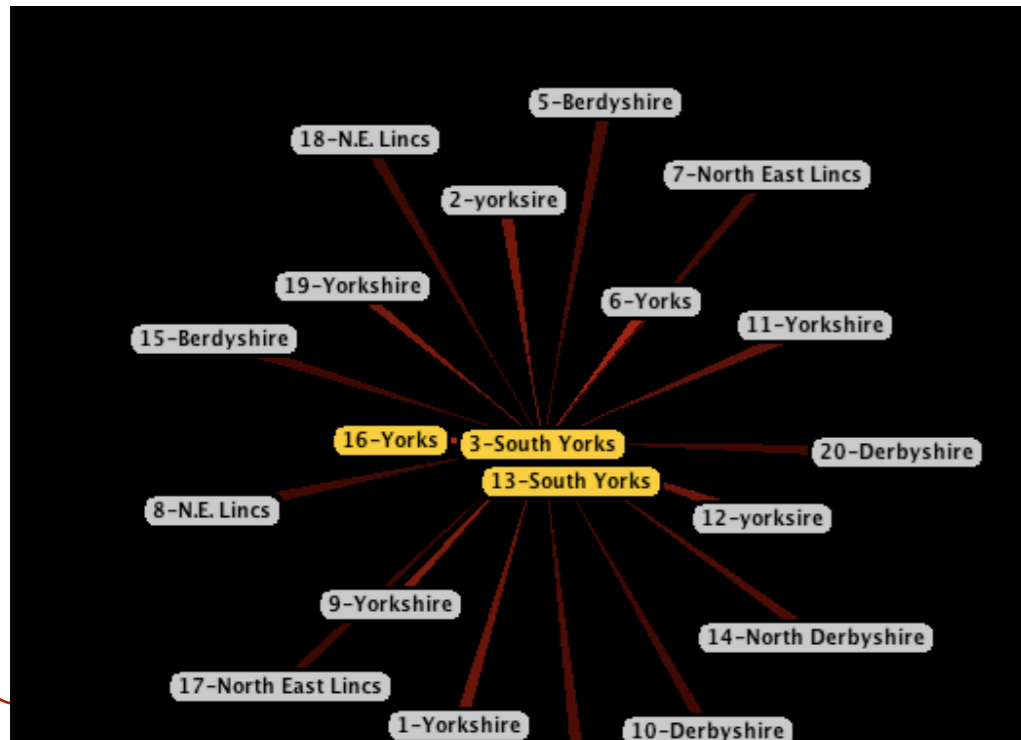 5-Berdyshire
18-N.E. Lincs
7-North East Lincs
2-yorksire
19-Yorkshire
6-Yorks
11-Yorkshire
15-Berdyshire
16-Yorks
3-South Yorks
20-Derbyshire
13-South Yorks
8-N.E. Lincs
12-yorksire
9-Yorkshire
14-North Derbyshire
17-North East Lincs
1-Yorkshire
10-Derbyshire